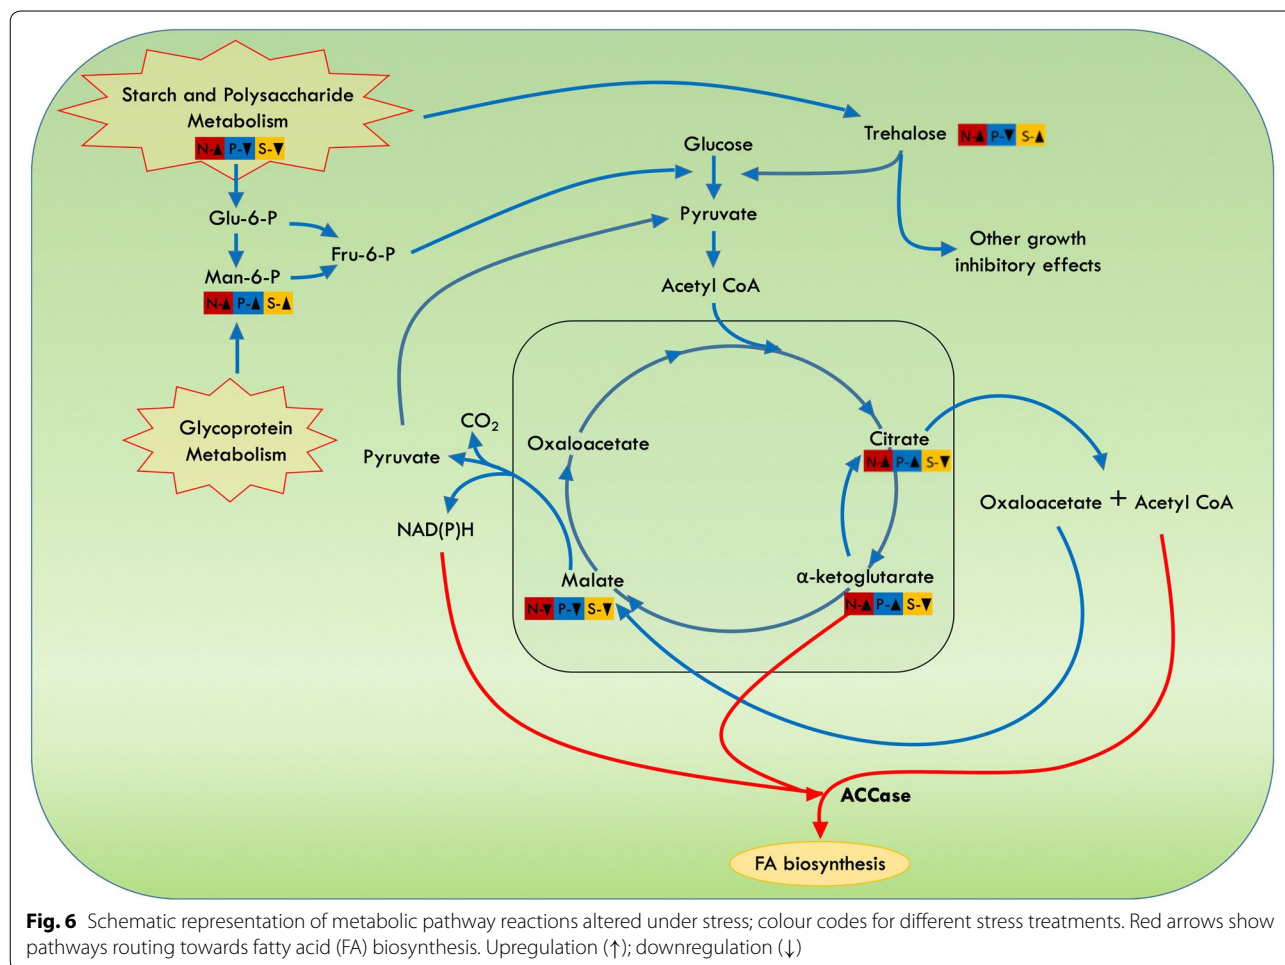 Starch and Polysaccharide
Metabolism
N-▲ P-▼ S-▼
Trehalose N-▲ P-▼ S-▲
Glucose
Glu-6-P
Pyruvate
Fru-6-P
Other growth
inhibitory effects
Man-6-P
N-▲ P-▲ S-▲
Acetyl CoA
Glycoprotein
Metabolism
CO₂
Pyruvate
Oxaloacetate
Citrate
N-▲ P-▲ S-▼
Oxaloacetate + Acetyl CoA
NAD(P)H
Malate
N-▼ P-▼ S-▼
α-ketoglutarate
N-▲ P-▲ S-▼
ACCase
FA biosynthesis
Fig. 6 Schematic representation of metabolic pathway reactions altered under stress; colour codes for different stress treatments. Red arrows show
pathways routing towards fatty acid (FA) biosynthesis. Upregulation (↑); downregulation (↓)